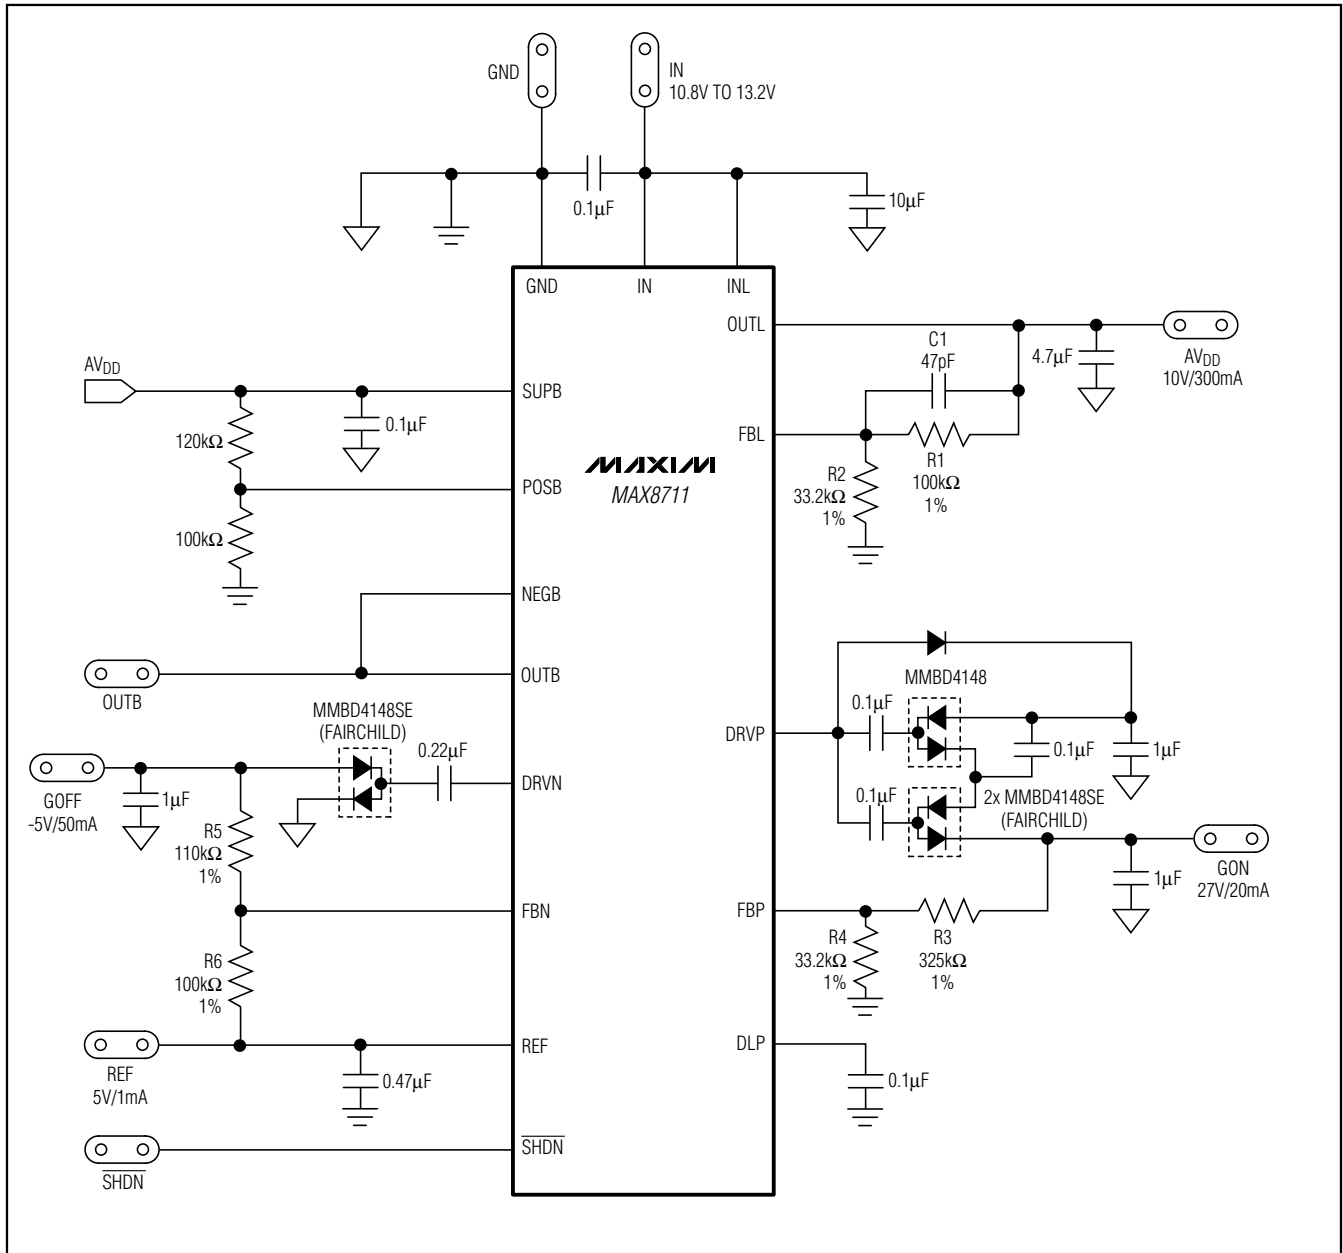 GND
IN
10.8V TO 13.2V
0.1µF
10µF
GND
IN
INL
OUTL
C1
47pF
4.7µF
AVDD
10V/300mA
AVDD
SUPB
0.1µF
120kΩ
FBL
R1
100kΩ
1%
R2
33.2kΩ
1%
MAXIM
MAX8711
POSB
100kΩ
NEGB
OUTB
OUTB
MMBD4148
MMBD4148SE
(FAIRCHILD)
0.22µF
DRVN
GOFF
-5V/50mA
1µF
DRVP
0.1µF
0.1µF
1µF
0.1µF
2x MMBD4148SE
(FAIRCHILD)
R5
110kΩ
1%
GON
27V/20mA
1µF
FBN
FBP
R3
325kΩ
1%
R4
33.2kΩ
1%
R6
100kΩ
1%
REF
REF
5V/1mA
0.47µF
DLP
0.1µF
SHDN
SHDN